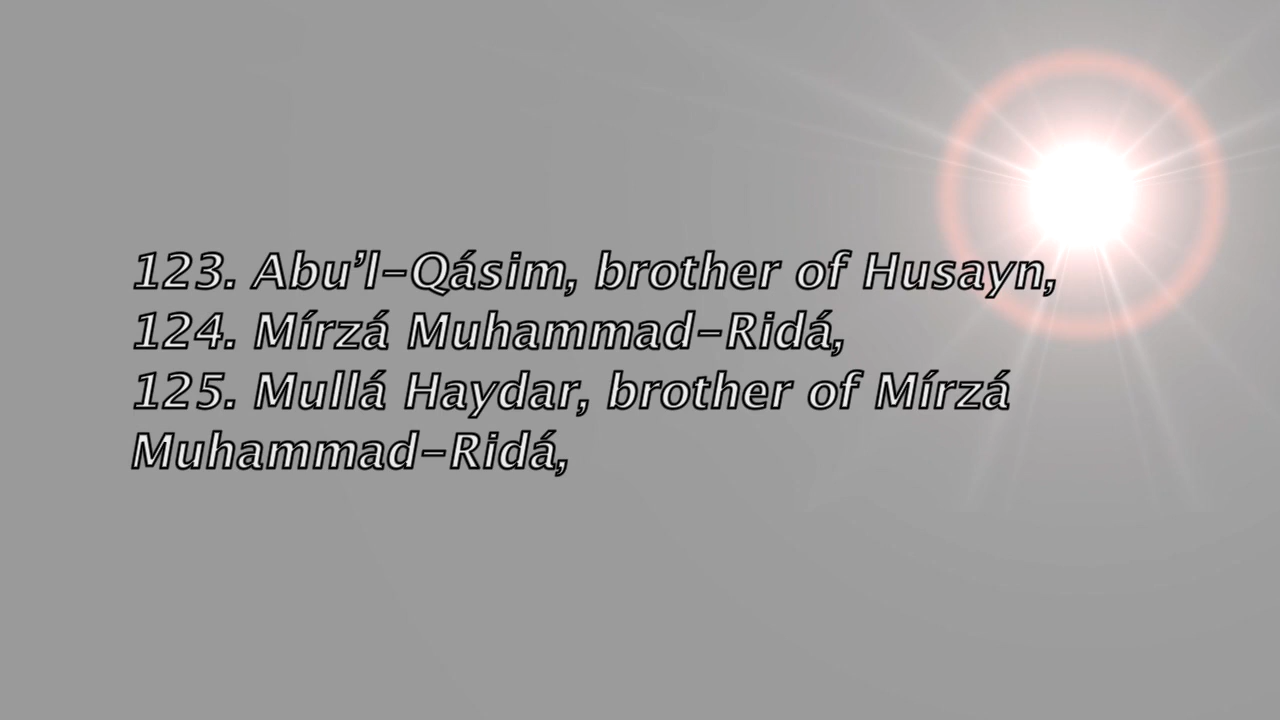 123. Abu’l-Qásim, brother of Husayn,
124. Mírzá Muhammad-Ridá,
125. Mullá Haydar, brother of Mírzá
Muhammad-Ridá,